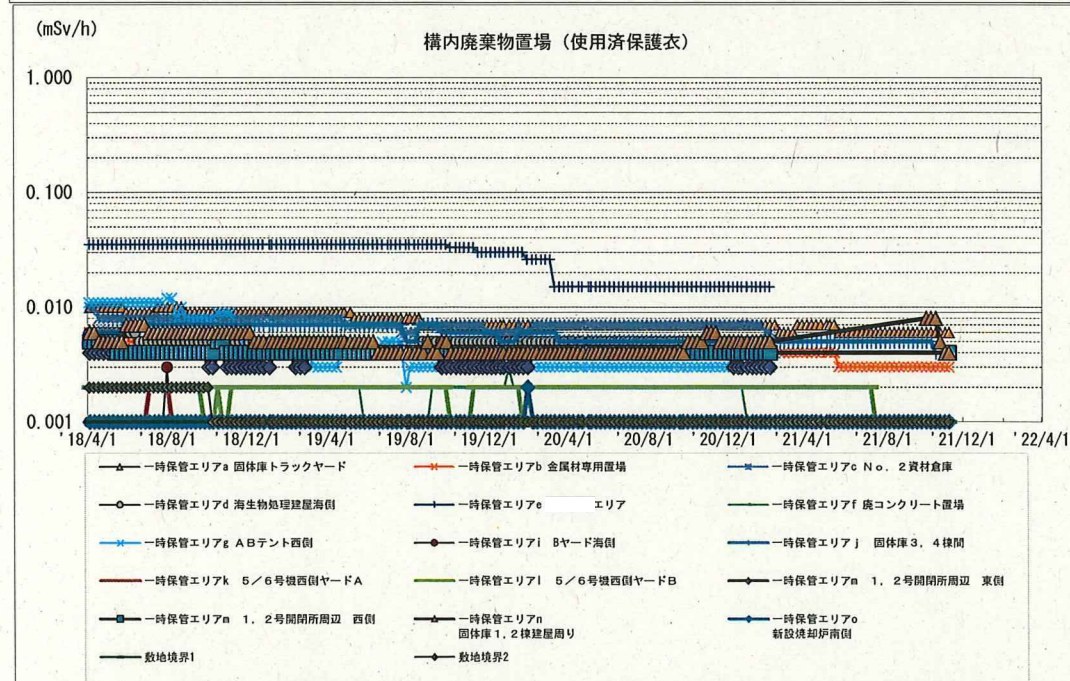 (mSv/h)
構内廃棄物置場（使用済保護衣）
1.000
0.100
0.010
0.001
'18/4/1 '18/8/1 '18/12/1 '19/4/1 '19/8/1 '19/12/1 '20/4/1 '20/8/1 '20/12/1 '21/4/1 '21/8/1 '21/12/1 '22/4/1
一時保管エリアa 固体庫トラックヤード
一時保管エリアb 金属材専用置場
一時保管エリアc Ｎｏ．２資材倉庫
一時保管エリアd 海生物処理建屋海側
一時保管エリアe エリア
一時保管エリアf 廃コンクリート置場
一時保管エリアg ＡＢテント西側
一時保管エリアi Ｂヤード海側
一時保管エリアj 固体庫３，４棟間
一時保管エリアk ５／６号機西側ヤードＡ
一時保管エリアl ５／６号機西側ヤードＢ
一時保管エリアm １，２号開閉所周辺 東側
一時保管エリアm １，２号開閉所周辺 西側
一時保管エリアn
固体庫１，２棟建屋周り
一時保管エリアo
新設焼却炉南側
敷地境界1
敷地境界2